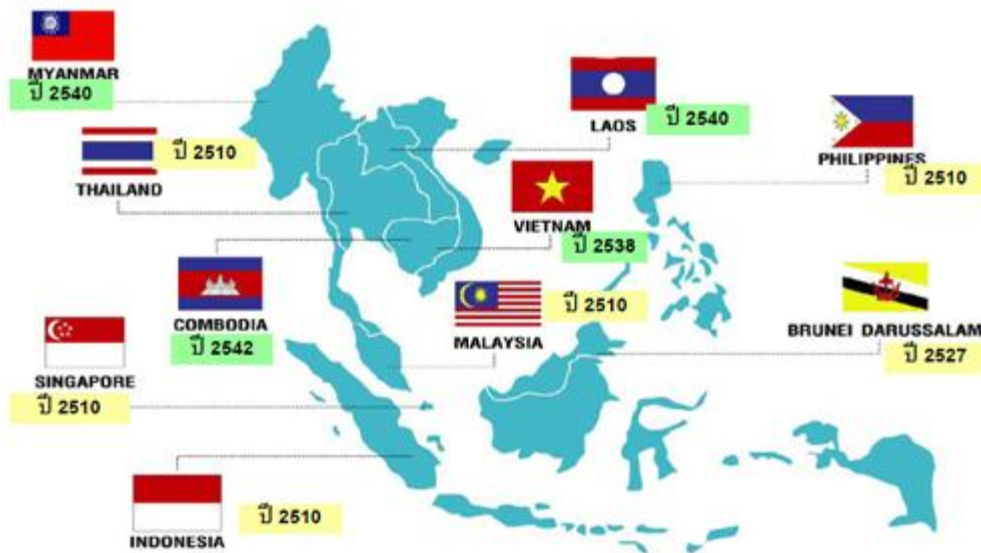 MYANMAR
ปี 2540
LAOS
ปี 2540
PHILIPPINES
ปี 2510
ปี 2510
THAILAND
VIETNAM
ปี 2538
COMBODIA
ปี 2542
ปี 2510
MALAYSIA
BRUNEI DARUSSALAM
ปี 2527
SINGAPORE
ปี 2510
ปี 2510
INDONESIA